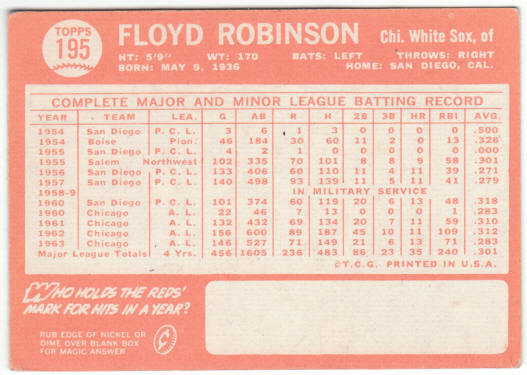 TOPPS
195
FLOYD ROBINSON
Chi. White Sox, of
HT: 5'9" WT: 170 BATS: LEFT THROWS: RIGHT
BORN: MAY 9, 1936 HOME: SAN DIEGO, CAL.
COMPLETE MAJOR AND MINOR LEAGUE BATTING RECORD
YEAR TEAM LEA. G AB R H 2B 3B HR RBI AVG.
1954 San Diego P.C.L. 3 6 1 3 0 0 0 0 .500
1954 Boise Pion. 46 184 30 60 11 2 0 13 .326
1955 San Diego P.C.L. 4 2 1 0 0 0 0 0 .000
1955 Salem Northwest 102 335 70 101 8 8 9 58 .301
1956 San Diego P.C.L. 133 406 60 110 11 4 11 39 .271
1957 San Diego P.C.L. 140 498 93 139 11 5 11 41 .279
1958-9 IN MILITARY SERVICE
1960 San Diego P.C.L. 101 374 60 119 20 6 13 48 .318
1960 Chicago A.L. 22 46 7 13 0 0 0 1 .283
1961 Chicago A.L. 132 432 69 134 20 7 11 59 .310
1962 Chicago A.L. 156 600 89 187 45 10 11 109 .312
1963 Chicago A.L. 146 527 71 149 21 6 13 71 .283
Major League Totals 4 Yrs. 456 1605 236 483 86 23 35 240 .301
©T.C.G. PRINTED IN U.S.A.
WHO HOLDS THE REDS'
MARK FOR HITS IN A YEAR?
RUB EDGE OF NICKEL OR
DIME OVER BLANK BOX
FOR MAGIC ANSWER